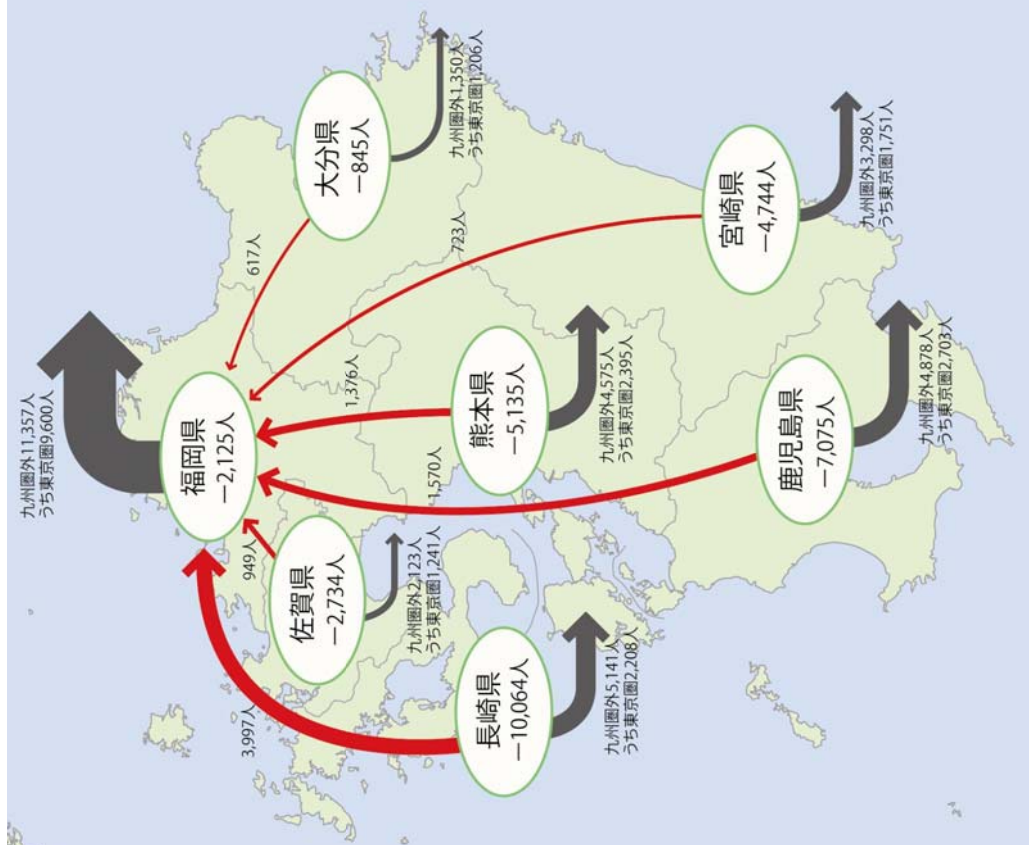 九州圏外11,357人
うち東京圏9,600人
福岡県
－2,125人
617人
大分県
－845人
九州圏外1,350人
うち東京圏1,206人
949人
佐賀県
－2,734人
九州圏外2,123人
うち東京圏1,241人
3,997人
長崎県
－10,064人
九州圏外5,141人
うち東京圏2,208人
1,376人
熊本県
－5,135人
九州圏外4,575人
うち東京圏2,395人
723人
宮崎県
－4,744人
九州圏外3,298人
うち東京圏1,751人
1,570人
鹿児島県
－7,075人
九州圏外4,878人
うち東京圏2,703人